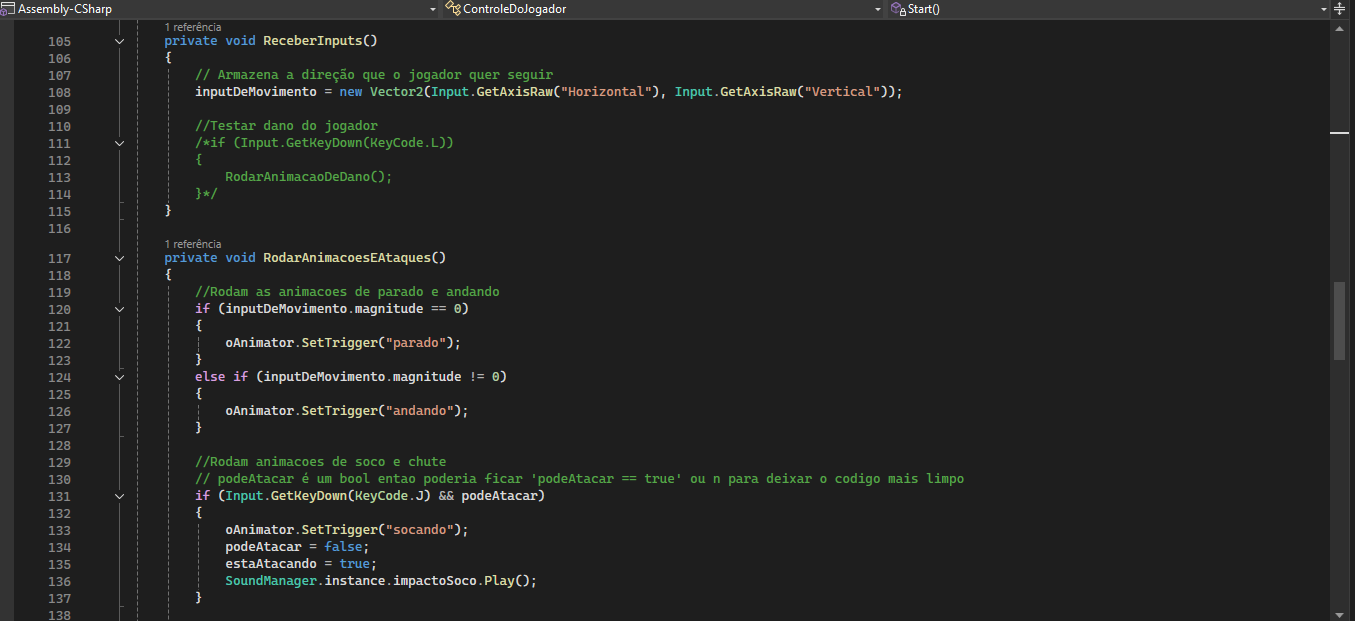 Assembly-CSharp ControleDoJogador Start()
1 referência
105 private void ReceberInputs()
106 {
107 // Armazena a direção que o jogador quer seguir
108 inputDeMovimento = new Vector2(Input.GetAxisRaw("Horizontal"), Input.GetAxisRaw("Vertical"));
109
110 //Testar dano do jogador
111 /*if (Input.GetKeyDown(KeyCode.L))
112 {
113 RodarAnimacaoDeDano();
114 }*/
115 }
116
1 referência
117 private void RodarAnimacoesEAtaques()
118 {
119 //Rodam as animacoes de parado e andando
120 if (inputDeMovimento.magnitude == 0)
121 {
122 oAnimator.SetTrigger("parado");
123 }
124 else if (inputDeMovimento.magnitude != 0)
125 {
126 oAnimator.SetTrigger("andando");
127 }
128
129 //Rodam animacoes de soco e chute
130 // podeAtacar é um bool entao poderia ficar 'podeAtacar == true' ou n para deixar o codigo mais limpo
131 if (Input.GetKeyDown(KeyCode.J) && podeAtacar)
132 {
133 oAnimator.SetTrigger("socando");
134 podeAtacar = false;
135 estaAtacando = true;
136 SoundManager.instance.impactoSoco.Play();
137 }
138